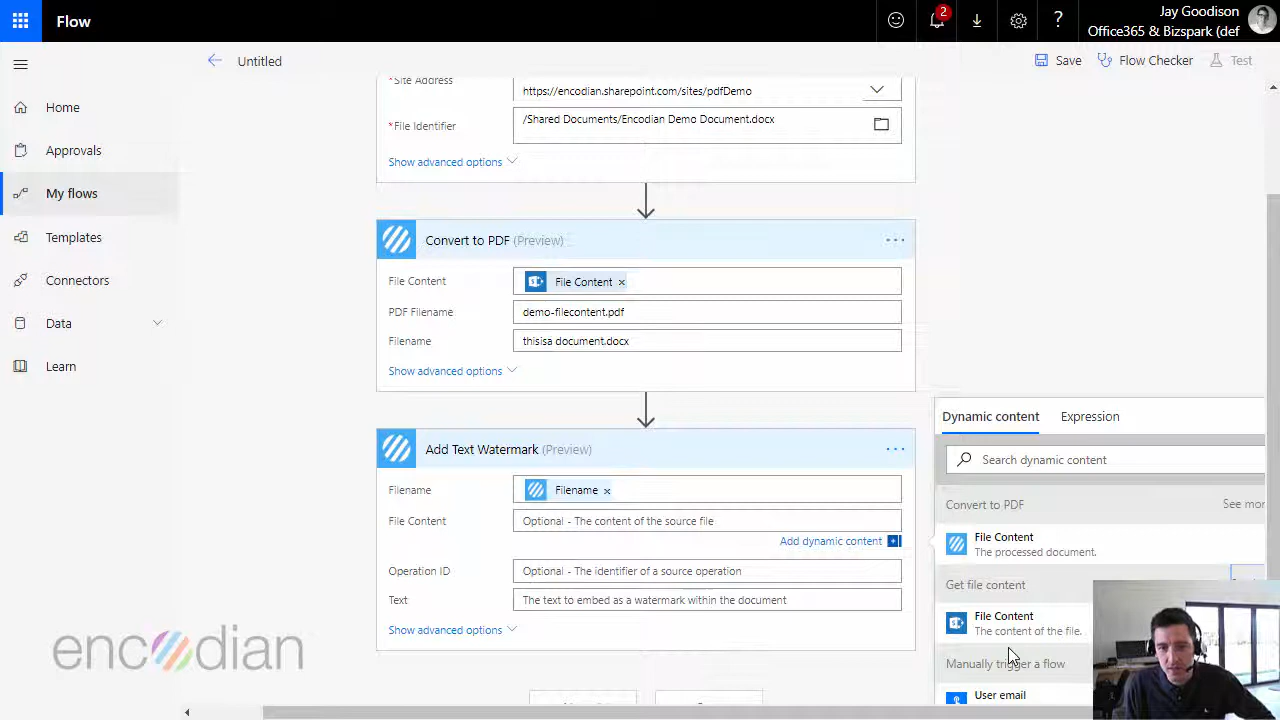 Flow
2
Jay Goodison
Office365 & Bizspark (def
Untitled
Save
Flow Checker
Test
Home
Approvals
My flows
Templates
Connectors
Data
Learn
*Site Address
https://encodian.sharepoint.com/sites/pdfDemo
*File Identifier
/Shared Documents/Encodian Demo Document.docx
Show advanced options
Convert to PDF (Preview)
File Content
File Content ×
PDF Filename
demo-filecontent.pdf
Filename
thisisa document.docx
Show advanced options
Add Text Watermark (Preview)
Filename
Filename ×
File Content
Optional - The content of the source file
Add dynamic content
Operation ID
Optional - The identifier of a source operation
Text
The text to embed as a watermark within the document
Show advanced options
Dynamic content
Expression
Search dynamic content
Convert to PDF
See mor
File Content
The processed document.
Get file content
File Content
The content of the file.
Manually trigger a flow
User email
encodian